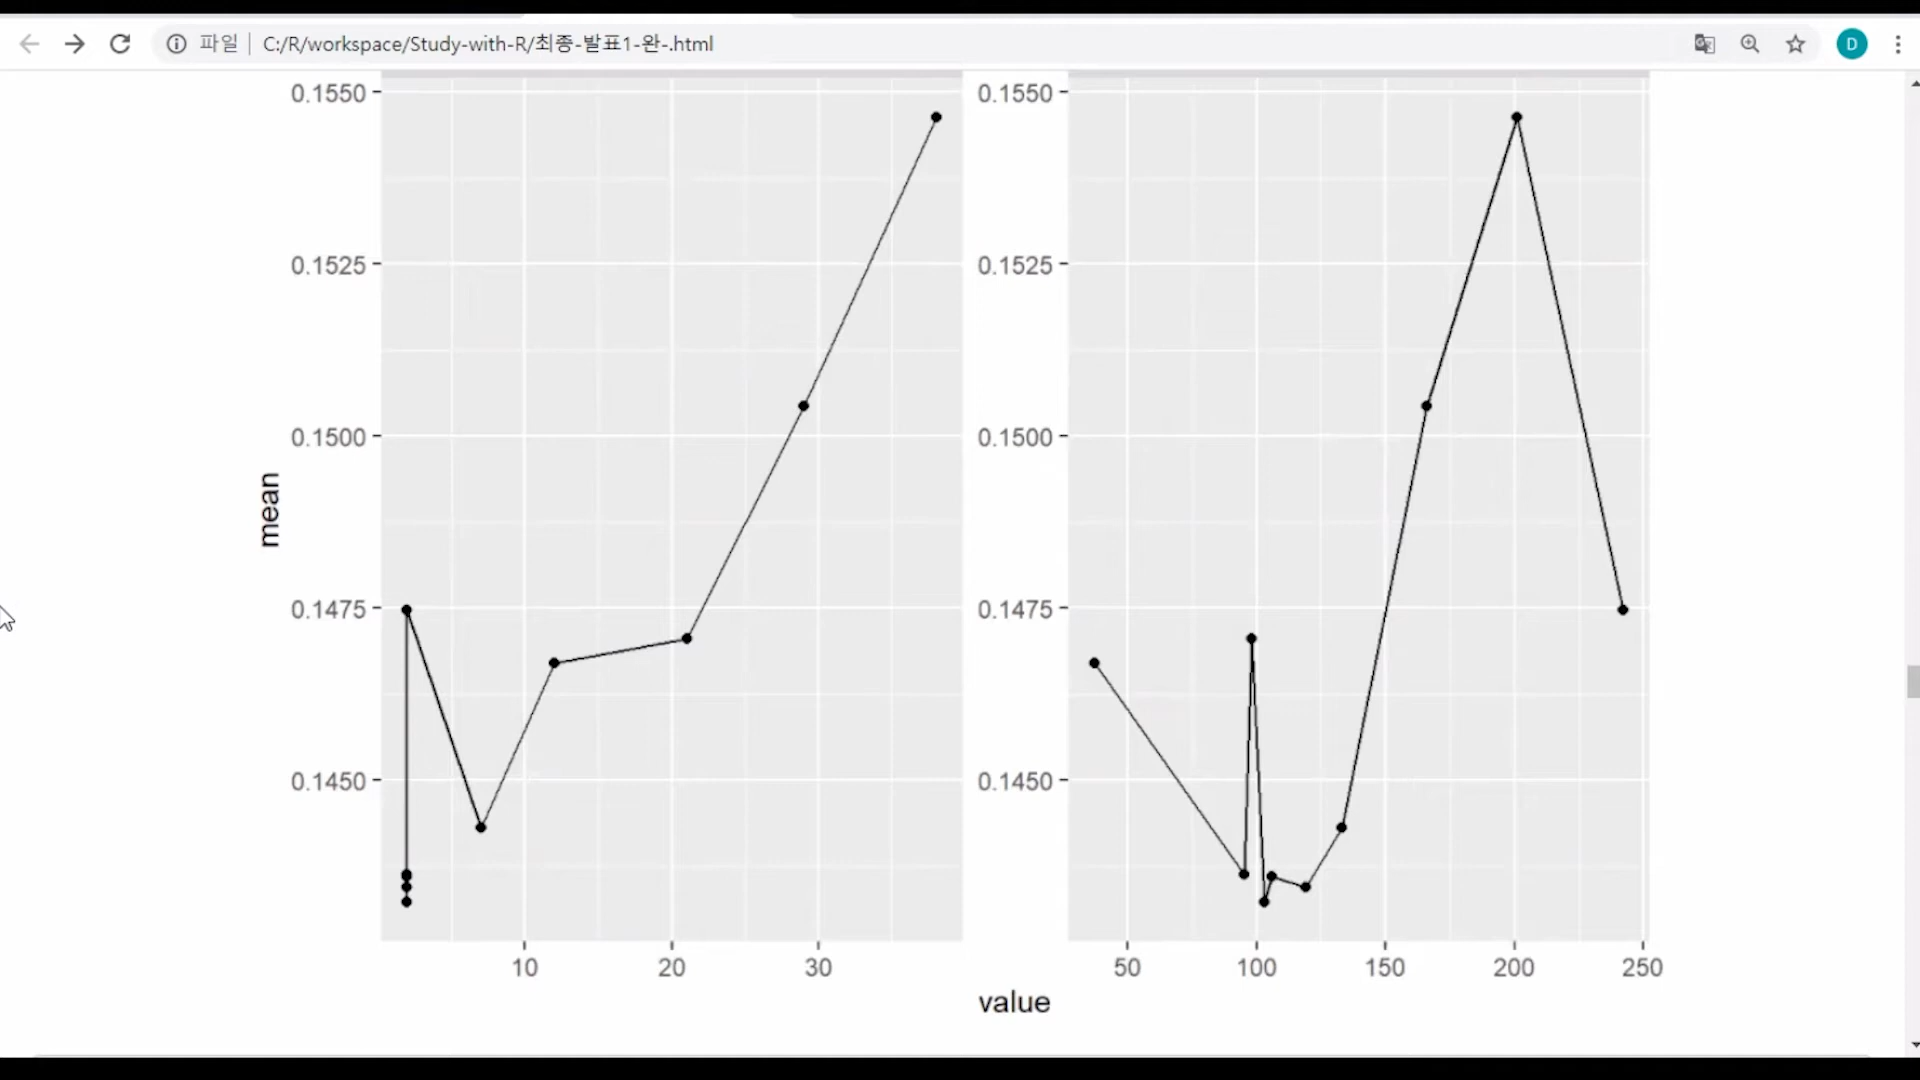 파일 C:/R/workspace/Study-with-R/최종-발표1-완-.html D
0.1550 0.1550
0.1525 0.1525
0.1500 0.1500
mean
0.1475 0.1475
0.1450 0.1450
10 20 30 50 100 150 200 250
value